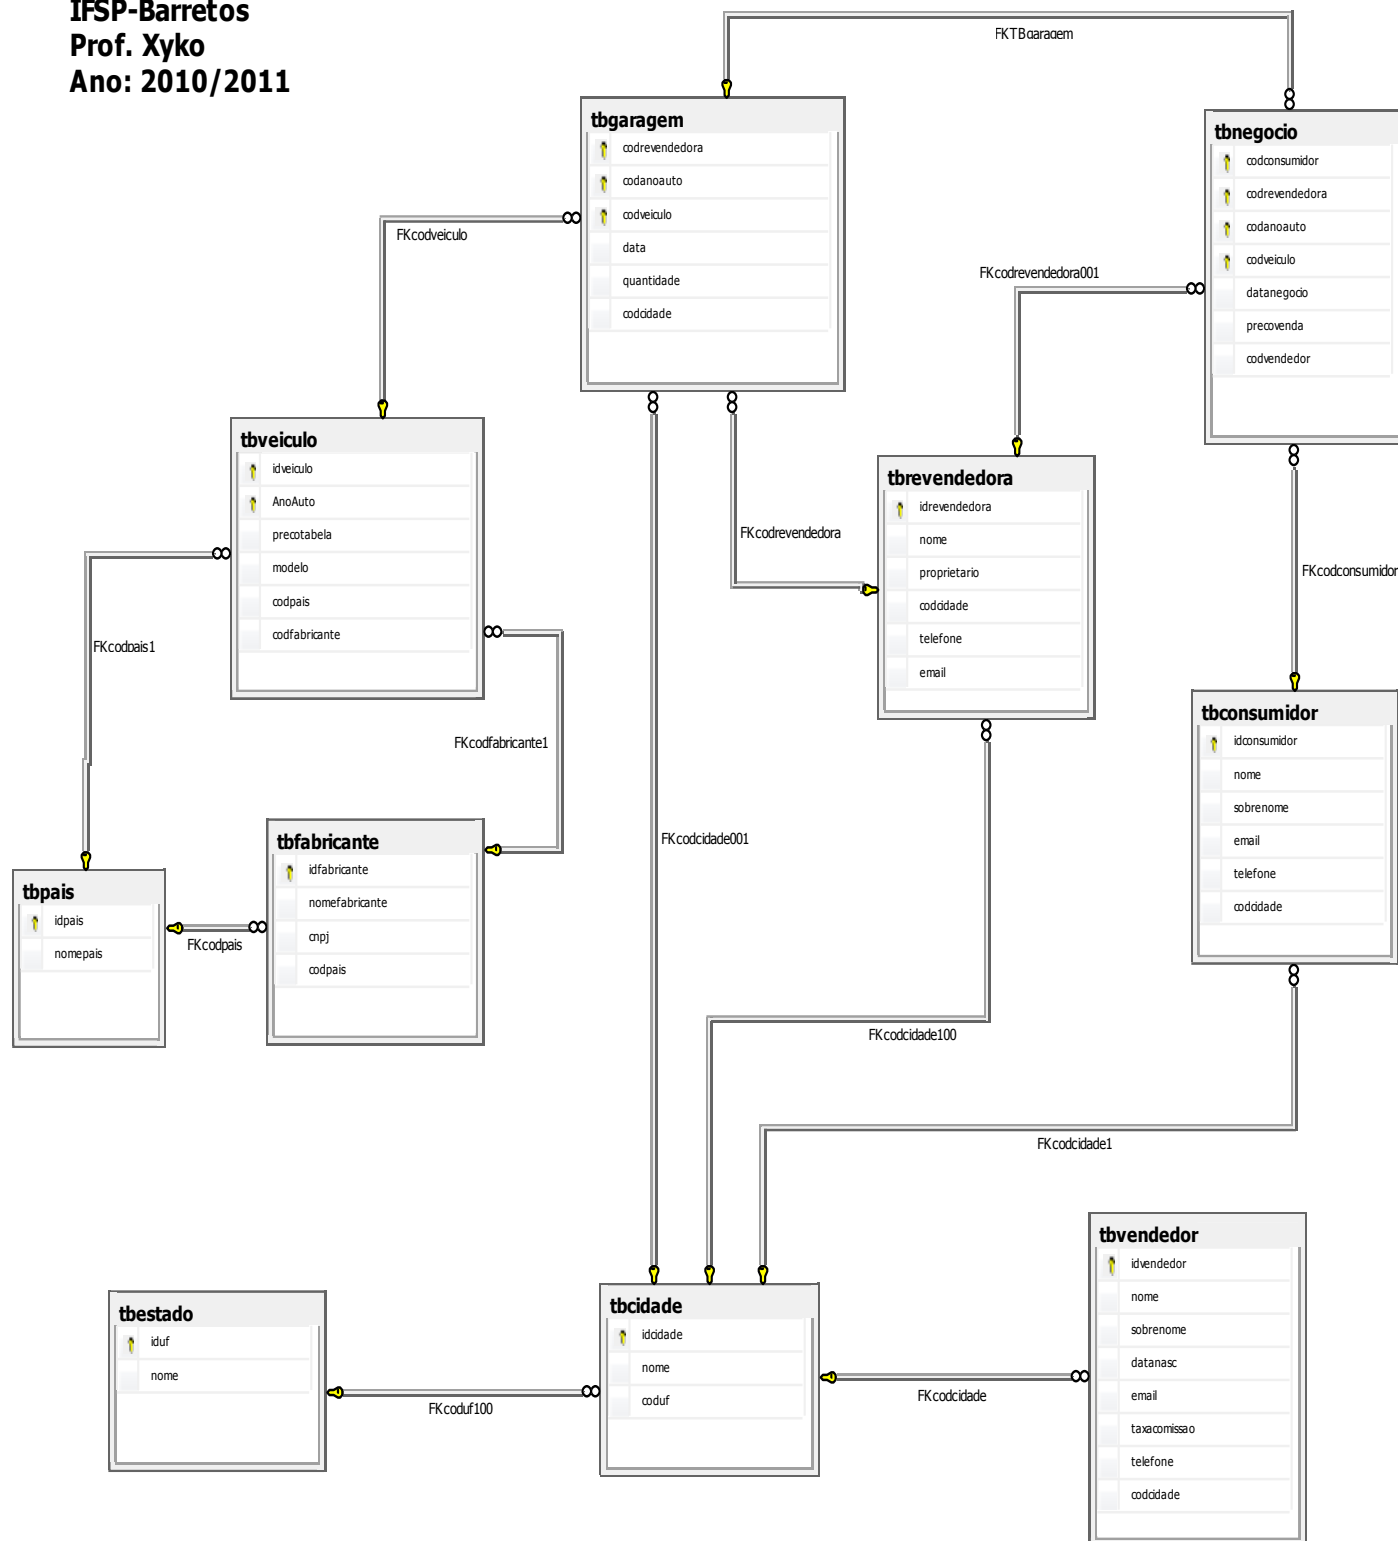 IFSP-Barretos
Prof. Xyko
Ano: 2010/2011
FKTBgaragem
tbgaragem
codrevendedora
codanoauto
codveiculo
data
quantidade
codcidade
tbnegocio
codconsumidor
codrevendedora
codanoauto
codveiculo
datanegocio
precovenda
codvendedor
FKcodveiculo
FKcodrevendedora001
tbveiculo
idveiculo
AnoAuto
precotabela
modelo
codpais
codfabricante
tbrevendedora
idrevendedora
nome
proprietario
codcidade
telefone
email
FKcodrevendedora
FKcodconsumidor
FKcodpais1
FKcodfabricante1
tbconsumidor
idconsumidor
nome
sobrenome
email
telefone
codcidade
FKcodcidade001
tbfabricante
idfabricante
nomefabricante
cnpj
codpais
tbpais
idpais
nomepais
FKcodpais
FKcodcidade100
FKcodcidade1
tbvendedor
idvendedor
nome
sobrenome
datanasc
email
taxacomissao
telefone
codcidade
tbestado
iduf
nome
tbcidade
idcidade
nome
coduf
FKcoduf100
FKcodcidade